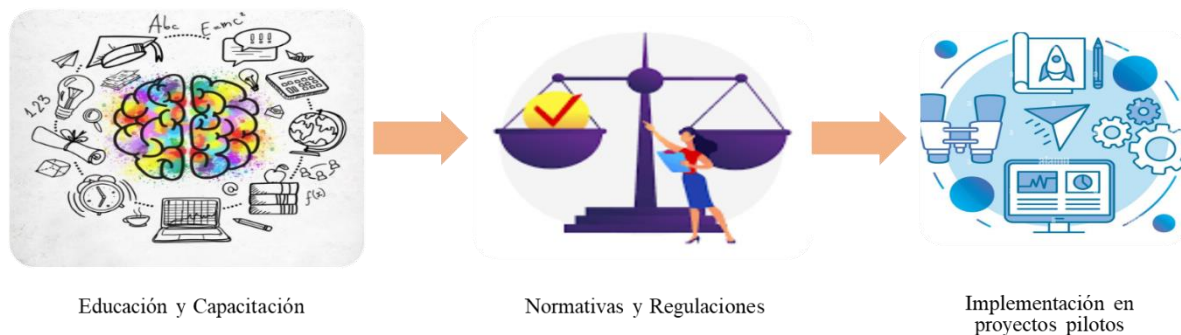 Abc
E=mc²
123
f(x)
@
Educación y Capacitación
Normativas y Regulaciones
Implementación en
proyectos pilotos